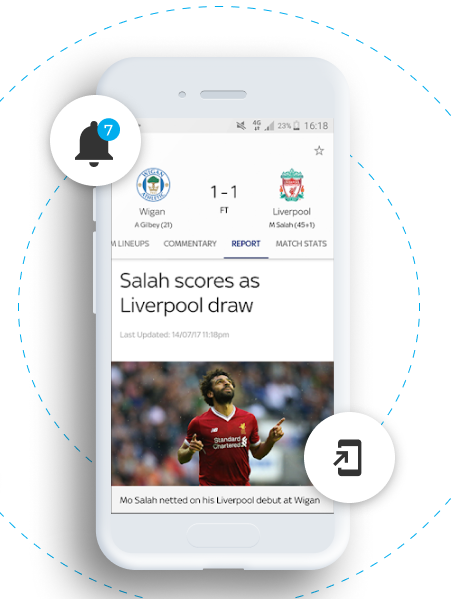 7
4G 23% 16:18
WIGAN
ATHLETIC
1-1
Wigan FT Liverpool
A Gilbey (21) M Salah (45+1)
M LINEUPS COMMENTARY REPORT MATCH STATS
Salah scores as
Liverpool draw
Last Updated: 14/07/17 11:18pm
Standard
Chartered
Mo Salah netted on his Liverpool debut at Wigan